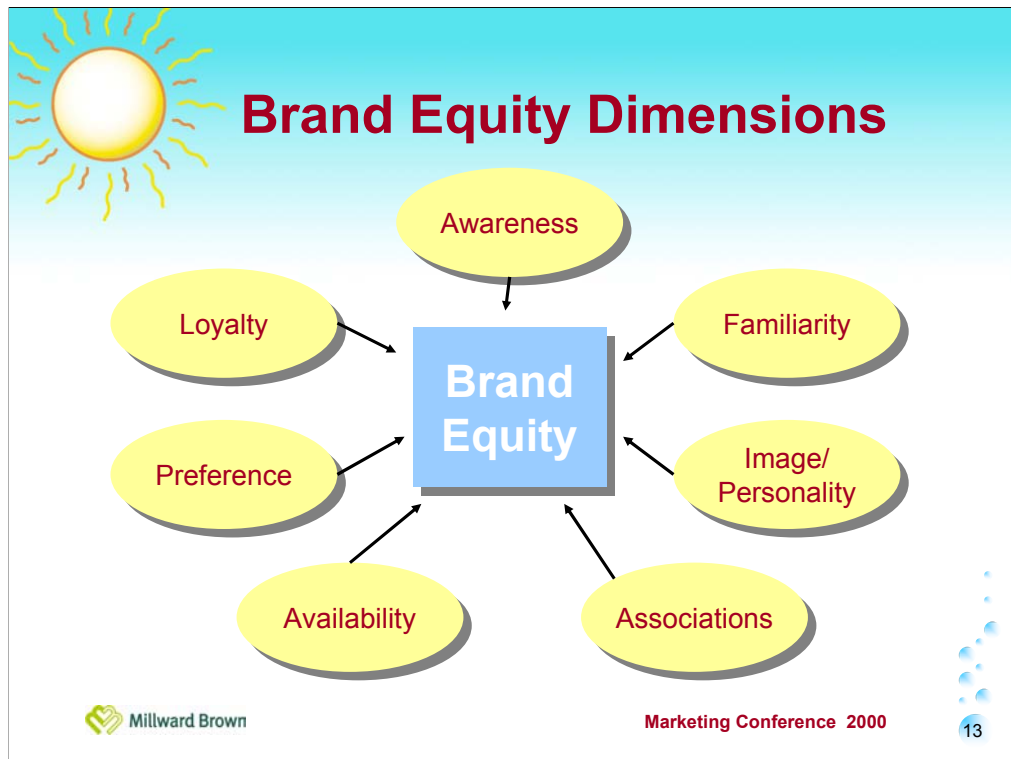 Brand Equity Dimensions
Awareness
Loyalty
Familiarity
Brand
Equity
Preference
Image/
Personality
Availability
Associations
Millward Brown
Marketing Conference 2000
13